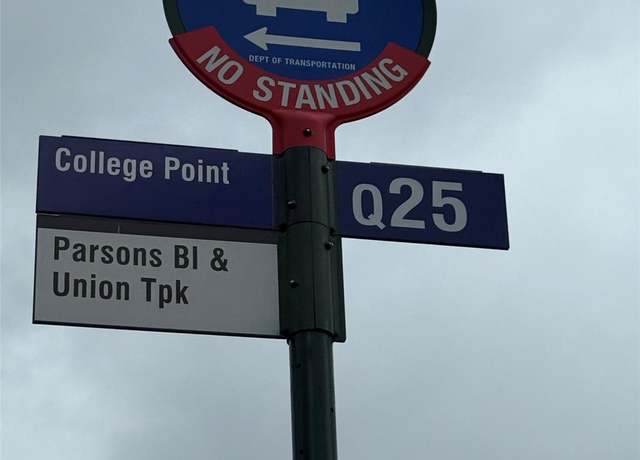 DEPT OF TRANSPORTATION
NO STANDING
College Point
Q25
Parsons Bl &
Union Tpk